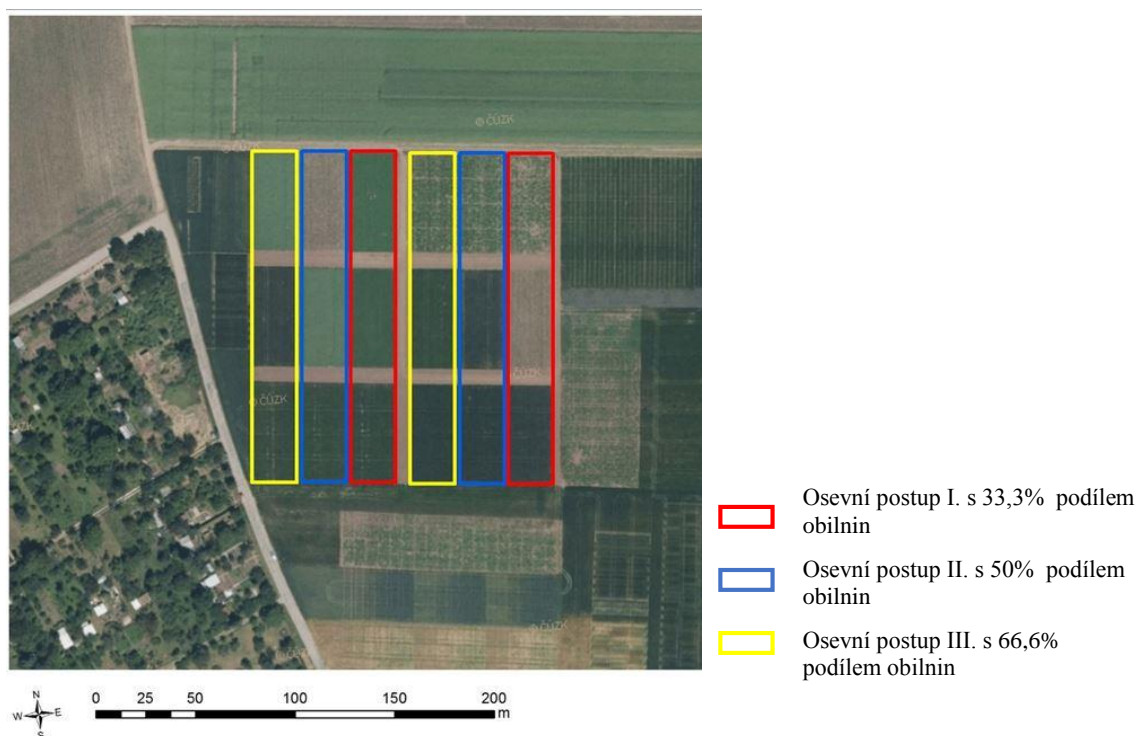 © ČÚZK
© ČÚZK
© ČÚZK
© ČÚZK
© ČÚZK
© ČÚZK
Osevní postup I. s 33,3% podílem
obilnin
Osevní postup II. s 50% podílem
obilnin
Osevní postup III. s 66,6%
podílem obilnin
N
W E
S
0 25 50 100 150 200
m